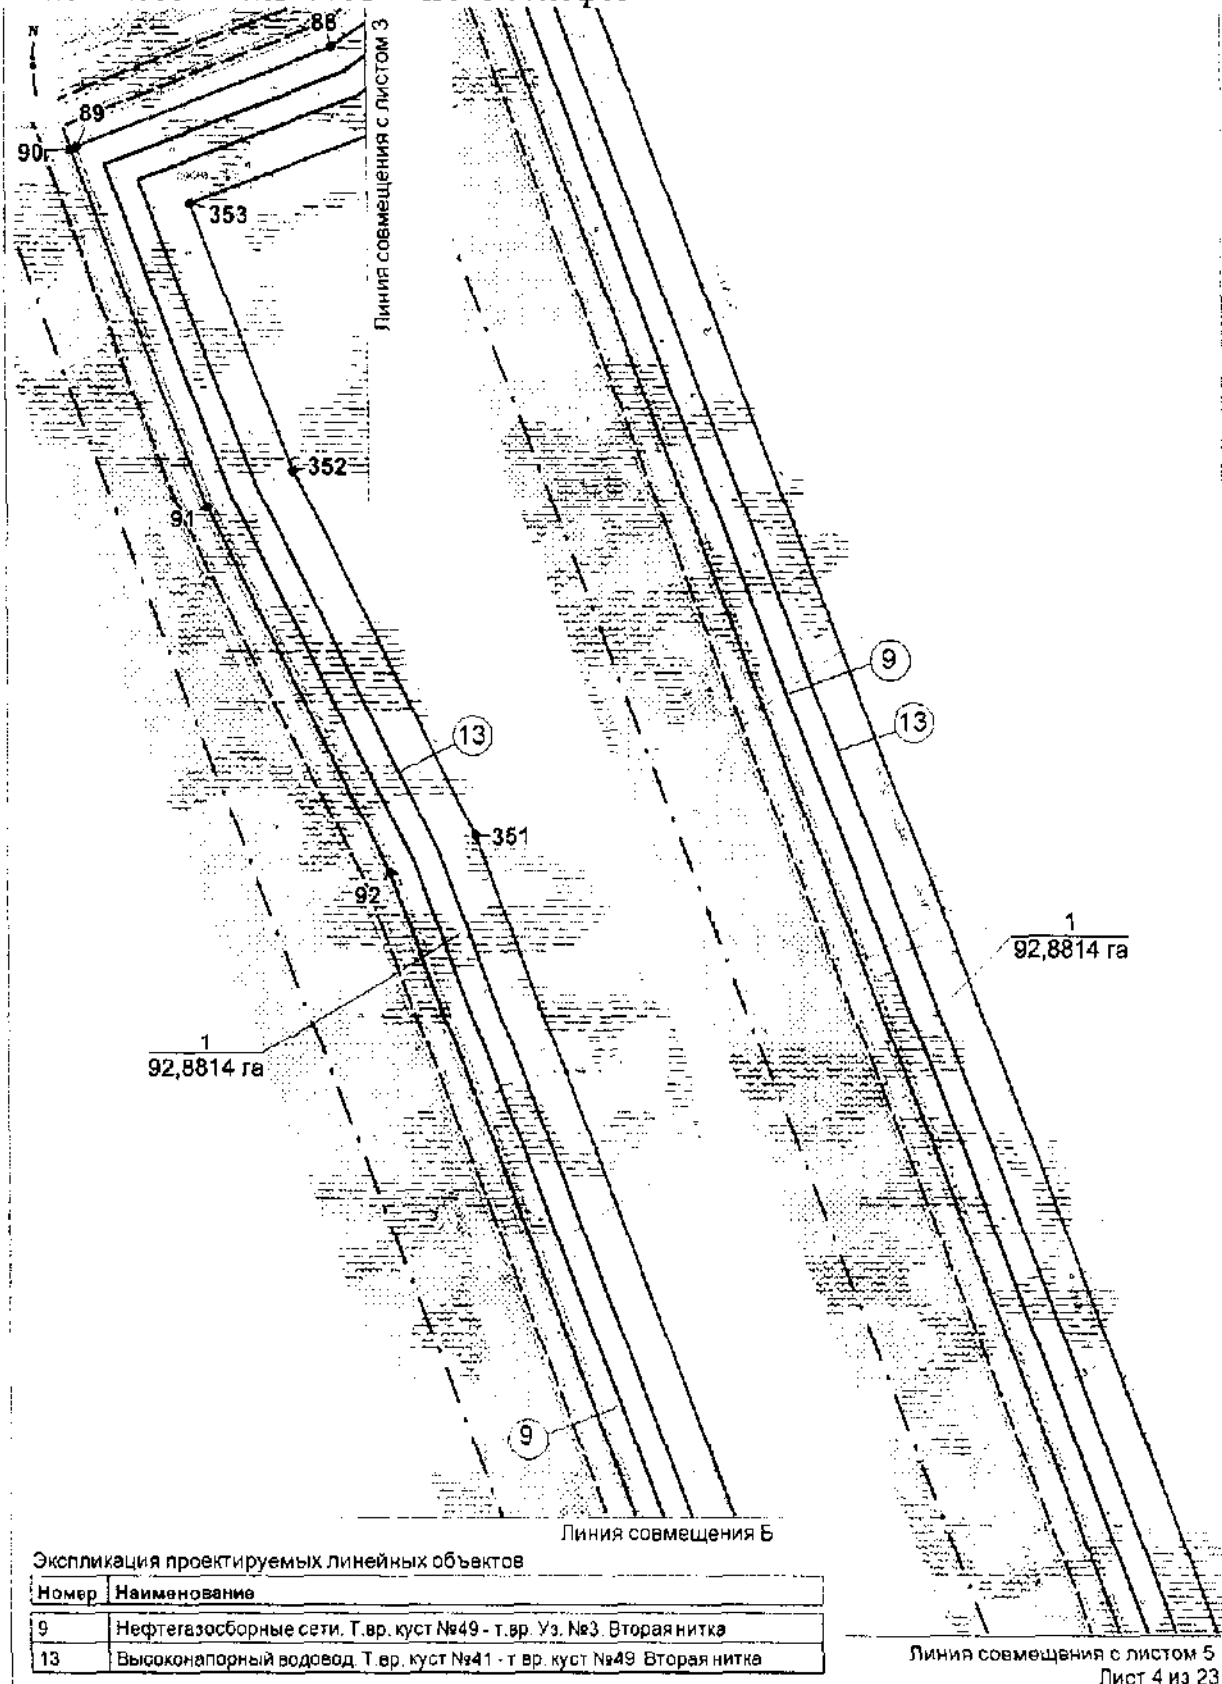 N
88
89
90
353
Линия совмещения с листом 3
352
91
9
13
13
351
92
1
92,8814 га
1
92,8814 га
9
Линия совмещения Б
Экспликация проектируемых линейных объектов
Номер Наименование
9 Нефтегазосборные сети. Т.вр. куст №49 - т.вр. Уз. №3. Вторая нитка
13 Высоконапорный водовод. Т.вр. куст №41 - т вр. куст №49 Вторая нитка
Линия совмещения с листом 5
Лист 4 из 23